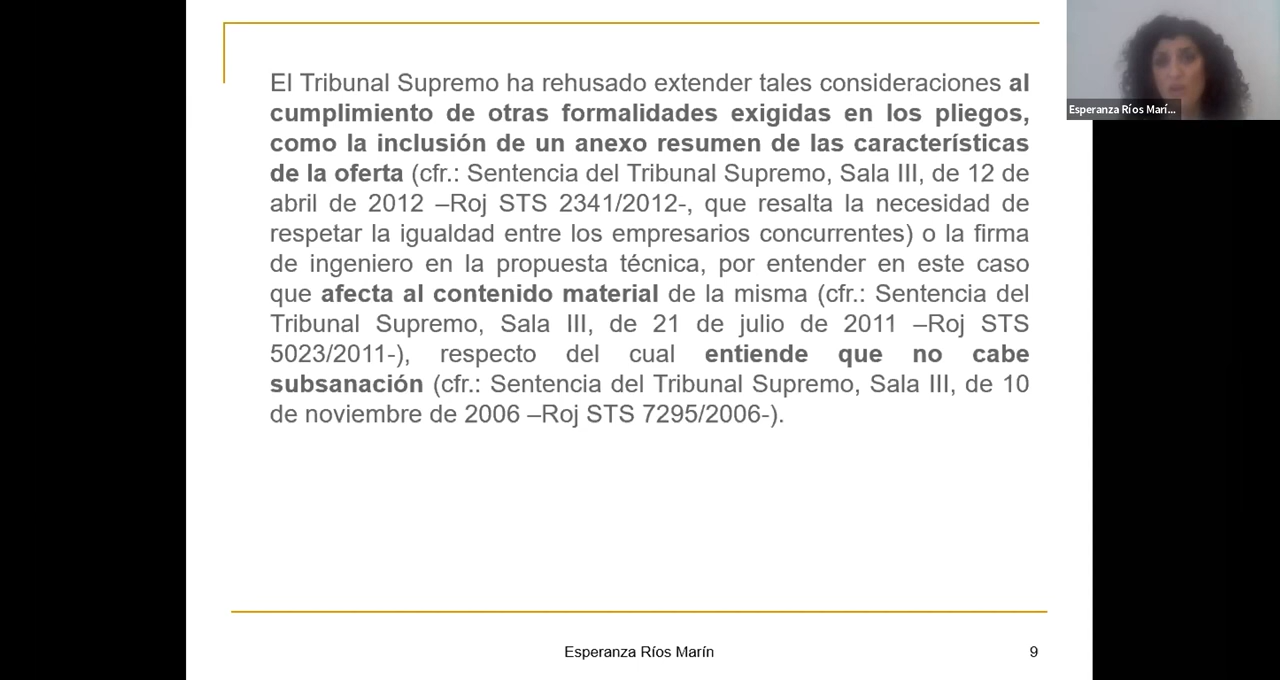 El Tribunal Supremo ha rehusado extender tales consideraciones al
cumplimiento de otras formalidades exigidas en los pliegos,
como la inclusión de un anexo resumen de las características
de la oferta (cfr.: Sentencia del Tribunal Supremo, Sala III, de 12 de
abril de 2012 –Roj STS 2341/2012-, que resalta la necesidad de
respetar la igualdad entre los empresarios concurrentes) o la firma
de ingeniero en la propuesta técnica, por entender en este caso
que afecta al contenido material de la misma (cfr.: Sentencia del
Tribunal Supremo, Sala III, de 21 de julio de 2011 –Roj STS
5023/2011-), respecto del cual entiende que no cabe
subsanación (cfr.: Sentencia del Tribunal Supremo, Sala III, de 10
de noviembre de 2006 –Roj STS 7295/2006-).
Esperanza Ríos Marí...
Esperanza Ríos Marín
9